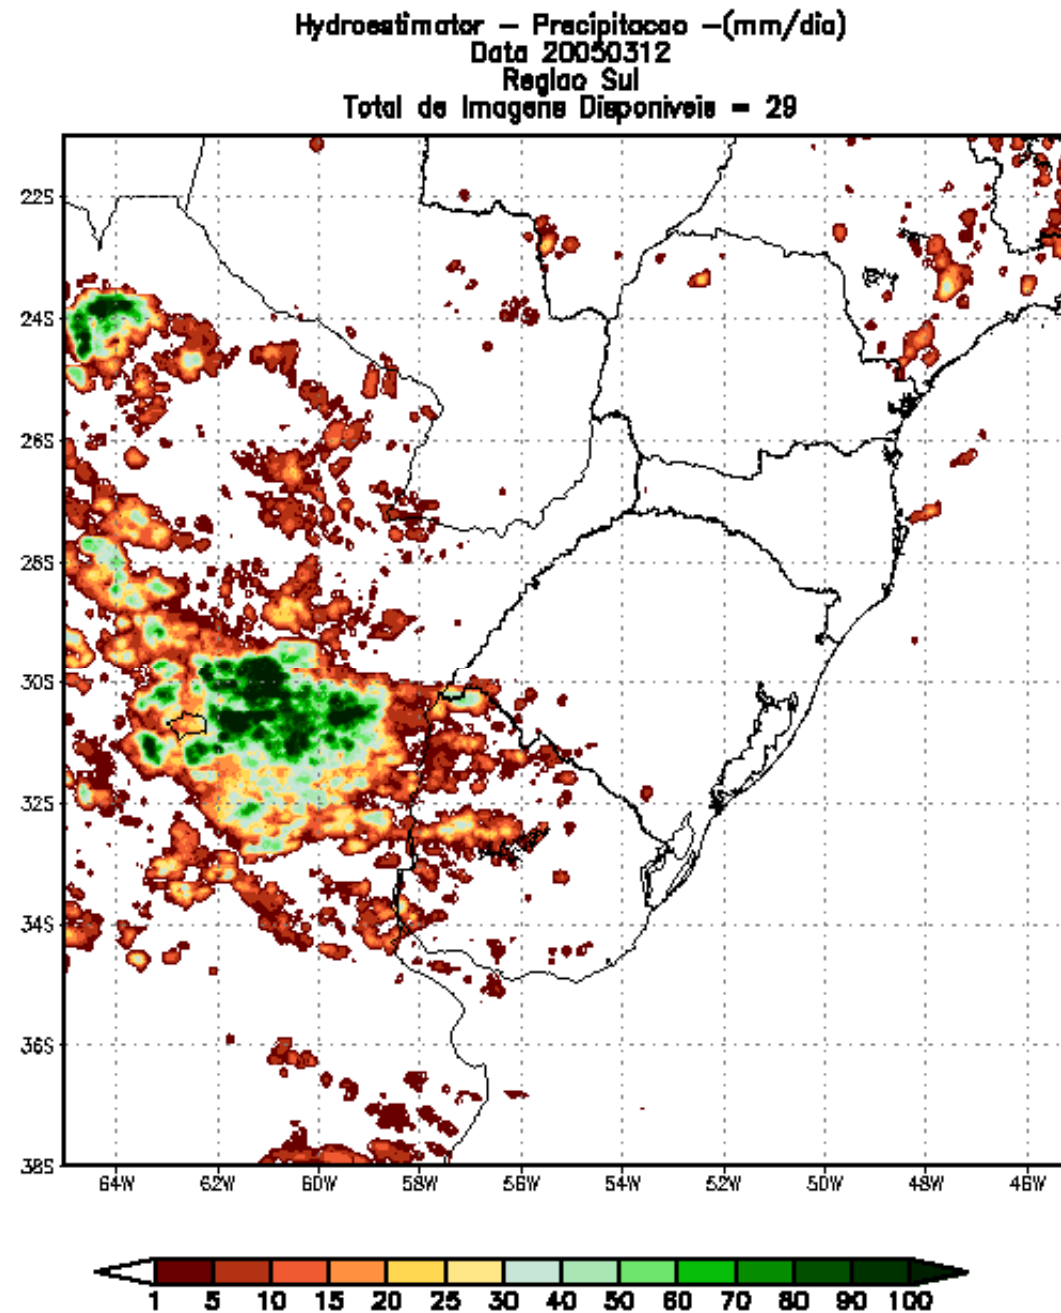 Hydroestimator - Precipitacao -(mm/dia)
Data 20050312
Regiao Sul
Total de Imagens Disponiveis = 29
22S
24S
26S
28S
30S
32S
34S
36S
38S
64W 62W 60W 58W 56W 54W 52W 50W 48W 46W
1 5 10 15 20 25 30 40 50 60 70 80 90 100